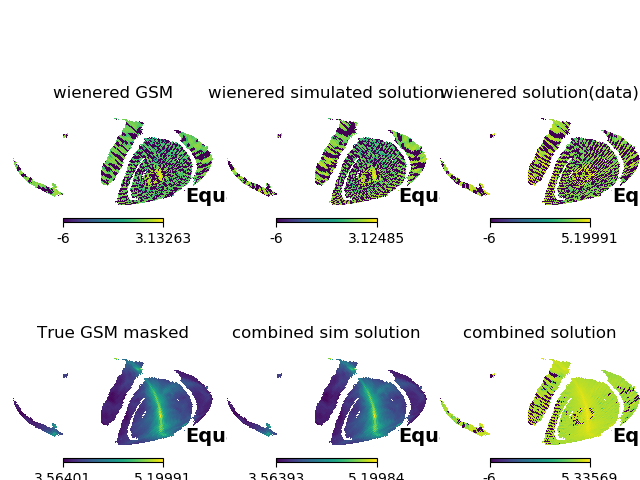 wienered GSM
wienered simulated solution
wienered solution(data)
Equ
Equ
Eq
-6
3.13263
-6
3.12485
-6
5.19991
True GSM masked
combined sim solution
combined solution
Equ
Equ
Eq
3.56401
5.19991
3.56393
5.19984
-6
5.33569